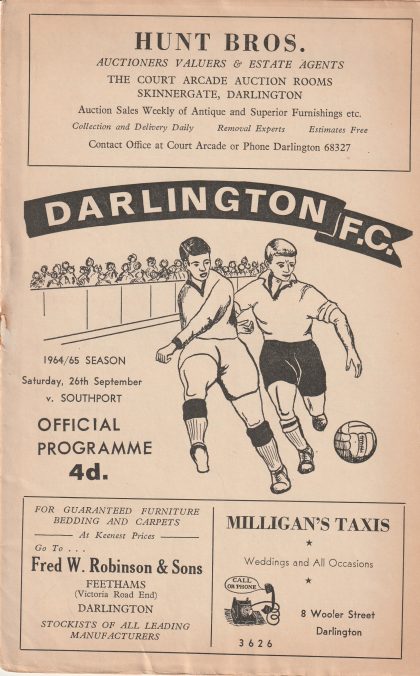 HUNT BROS.
AUCTIONEERS VALUERS & ESTATE AGENTS
THE COURT ARCADE AUCTION ROOMS
SKINNERGATE, DARLINGTON
Auction Sales Weekly of Antique and Superior Furnishings etc.
Collection and Delivery Daily Removal Experts Estimates Free
Contact Office at Court Arcade or Phone Darlington 68327
DARLINGTON F.C.
1964/65 SEASON
Saturday, 26th September
v. SOUTHPORT
OFFICIAL
PROGRAMME
4d.
FOR GUARANTEED FURNITURE
BEDDING AND CARPETS
At Keenest Prices
Go To . . .
Fred W. Robinson & Sons
FEETHAMS
(Victoria Road End)
DARLINGTON
STOCKISTS OF ALL LEADING
MANUFACTURERS
MILLIGAN'S TAXIS
Weddings and All Occasions
CALL
OR PHONE
3626
8 Wooler Street
Darlington